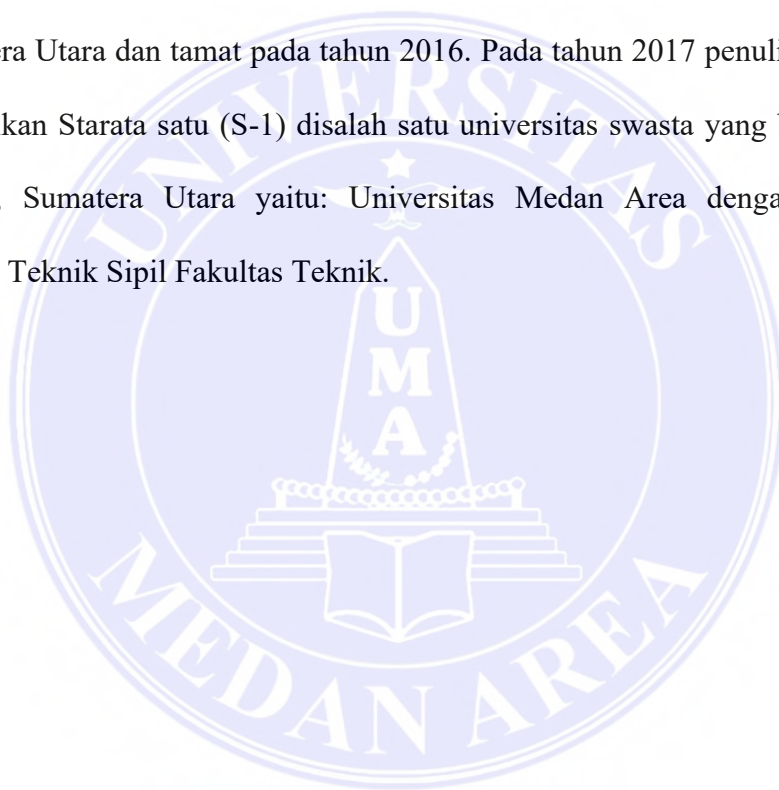 era Utara dan tamat pada tahun 2016. Pada tahun 2017 penuli
kan Starata satu (S-1) disalah satu universitas swasta yang
Sumatera Utara yaitu: Universitas Medan Area denga
Teknik Sipil Fakultas Teknik.
UNIVERSITAS
UMA
MEDAN AREA